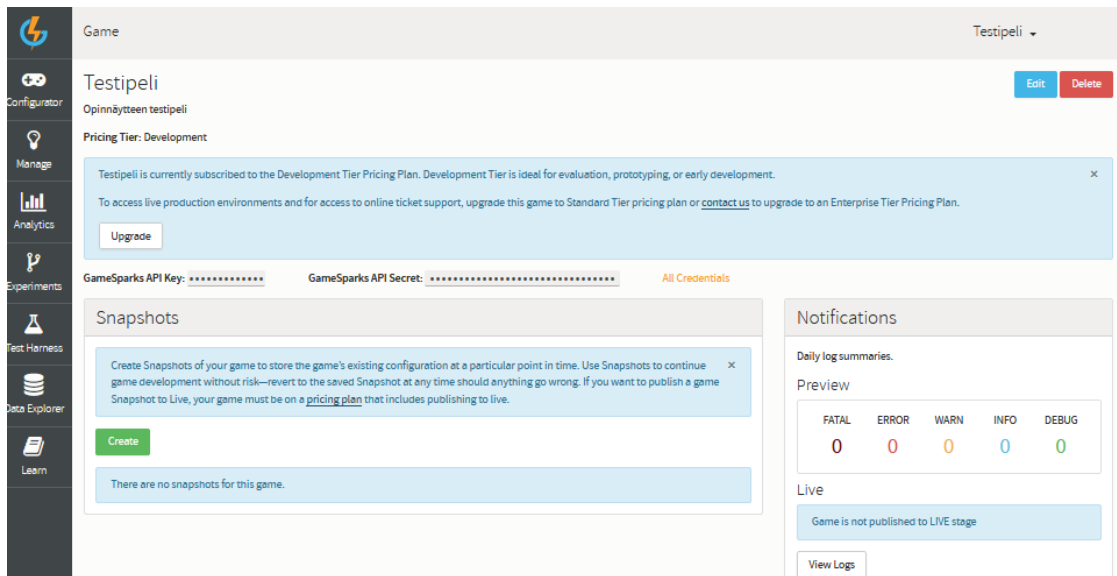 Game
Testipeli
Configurator
Manage
Analytics
Experiments
Test Harness
Data Explorer
Learn
Testipeli
Edit
Delete
Opinnäytteen testipeli
Pricing Tier: Development
Testipeli is currently subscribed to the Development Tier Pricing Plan. Development Tier is ideal for evaluation, prototyping, or early development.
To access live production environments and for access to online ticket support, upgrade this game to Standard Tier pricing plan or contact us to upgrade to an Enterprise Tier Pricing Plan.
Upgrade
GameSparks API Key: •••••••••••••
GameSparks API Secret: ••••••••••••••••••••••••••••••••
All Credentials
Snapshots
Create Snapshots of your game to store the game's existing configuration at a particular point in time. Use Snapshots to continue
game development without risk—revert to the saved Snapshot at any time should anything go wrong. If you want to publish a game
Snapshot to Live, your game must be on a pricing plan that includes publishing to live.
Create
There are no snapshots for this game.
Notifications
Daily log summaries.
Preview
FATAL ERROR WARN INFO DEBUG
0 0 0 0 0
Live
Game is not published to LIVE stage
View Logs